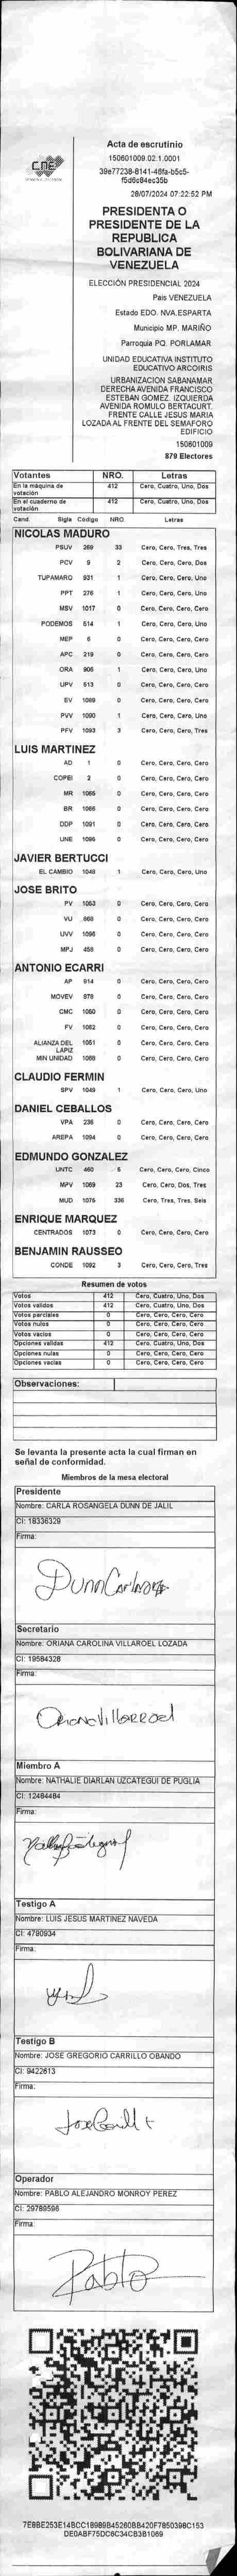 CNE
Acta de escrutinio
150601009.02.1.0001
39e77238-8141-46fa-b5c5-
f5d6c84ec35b
28/07/2024 07:22:52 PM
PRESIDENTA O
PRESIDENTE DE LA
REPUBLICA
BOLIVARIANA DE
VENEZUELA
ELECCIÓN PRESIDENCIAL 2024
País VENEZUELA
Estado EDO. NVA.ESPARTA
Municipio MP. MARIÑO
Parroquia PQ. PORLAMAR
UNIDAD EDUCATIVA INSTITUTO
EDUCATIVO ARCOIRIS
URBANIZACION SABANAMAR
DERECHA AVENIDA FRANCISCO
ESTEBAN GOMEZ. IZQUIERDA
AVENIDA ROMULO BERTACURT.
FRENTE CALLE JESUS MARIA
LOZADA AL FRENTE DEL SEMAFORO
EDIFICIO
150601009
879 Electores
Votantes NRO. Letras
En la máquina de votación 412 Cero, Cuatro, Uno, Dos
En el cuaderno de votación 412 Cero, Cuatro, Uno, Dos
Cand. Sigla Código NRO. Letras
NICOLAS MADURO
PSUV 269 33 Cero, Cero, Tres, Tres
PCV 9 2 Cero, Cero, Cero, Dos
TUPAMARO 931 1 Cero, Cero, Cero, Uno
PPT 276 1 Cero, Cero, Cero, Uno
MSV 1017 0 Cero, Cero, Cero, Cero
PODEMOS 514 1 Cero, Cero, Cero, Uno
MEP 6 0 Cero, Cero, Cero, Cero
APC 219 0 Cero, Cero, Cero, Cero
ORA 906 1 Cero, Cero, Cero, Uno
UPV 513 0 Cero, Cero, Cero, Cero
EV 1089 0 Cero, Cero, Cero, Cero
PVV 1090 1 Cero, Cero, Cero, Uno
PFV 1093 3 Cero, Cero, Cero, Tres
LUIS MARTINEZ
AD 1 0 Cero, Cero, Cero, Cero
COPEI 2 0 Cero, Cero, Cero, Cero
MR 1065 0 Cero, Cero, Cero, Cero
BR 1066 0 Cero, Cero, Cero, Cero
DDP 1091 0 Cero, Cero, Cero, Cero
UNE 1096 0 Cero, Cero, Cero, Cero
JAVIER BERTUCCI
EL CAMBIO 1048 1 Cero, Cero, Cero, Uno
JOSE BRITO
PV 1053 0 Cero, Cero, Cero, Cero
VU 868 0 Cero, Cero, Cero, Cero
UVV 1096 0 Cero, Cero, Cero, Cero
MPJ 459 0 Cero, Cero, Cero, Cero
ANTONIO ECARRI
AP 914 0 Cero, Cero, Cero, Cero
MOVEV 978 0 Cero, Cero, Cero, Cero
CMC 1050 0 Cero, Cero, Cero, Cero
FV 1082 0 Cero, Cero, Cero, Cero
ALIANZA DEL LAPIZ 1051 0 Cero, Cero, Cero, Cero
MIN UNIDAD 1088 0 Cero, Cero, Cero, Cero
CLAUDIO FERMIN
SPV 1049 1 Cero, Cero, Cero, Uno
DANIEL CEBALLOS
VPA 236 0 Cero, Cero, Cero, Cero
AREPA 1094 0 Cero, Cero, Cero, Cero
EDMUNDO GONZALEZ
UNTC 460 5 Cero, Cero, Cero, Cinco
MPV 1069 23 Cero, Cero, Dos, Tres
MUD 1075 336 Cero, Tres, Tres, Seis
ENRIQUE MARQUEZ
CENTRADOS 1073 0 Cero, Cero, Cero, Cero
BENJAMIN RAUSSEO
CONDE 1092 3 Cero, Cero, Cero, Tres
Resumen de votos
Votos 412 Cero, Cuatro, Uno, Dos
Votos validos 412 Cero, Cuatro, Uno, Dos
Votos parciales 0 Cero, Cero, Cero, Cero
Votos nulos 0 Cero, Cero, Cero, Cero
Votos vacíos 0 Cero, Cero, Cero, Cero
Opciones validas 412 Cero, Cuatro, Uno, Dos
Opciones nulas 0 Cero, Cero, Cero, Cero
Opciones vacías 0 Cero, Cero, Cero, Cero
Observaciones:
Se levanta la presente acta la cual firman en
señal de conformidad.
Miembros de la mesa electoral
Presidente
Nombre: CARLA ROSANGELA DUNN DE JALIL
CI: 18336329
Firma:
Secretario
Nombre: ORIANA CAROLINA VILLAROEL LOZADA
CI: 19584328
Firma:
Oriana Villarroel
Miembro A
Nombre: NATHALIE DIARLAN UZCATEGUI DE PUGLIA
CI: 12484484
Firma:
Testigo A
Nombre: LUIS JESUS MARTINEZ NAVEDA
CI: 4790934
Firma:
Testigo B
Nombre: JOSE GREGORIO CARRILLO OBANDO
CI: 9422613
Firma:
Operador
Nombre: PABLO ALEJANDRO MONROY PEREZ
CI: 29789596
Firma:
Pablo
7E8BE253E14BCC18989B45260BB420F7850398C153
DE0ABF75DC6C34CB3B1069